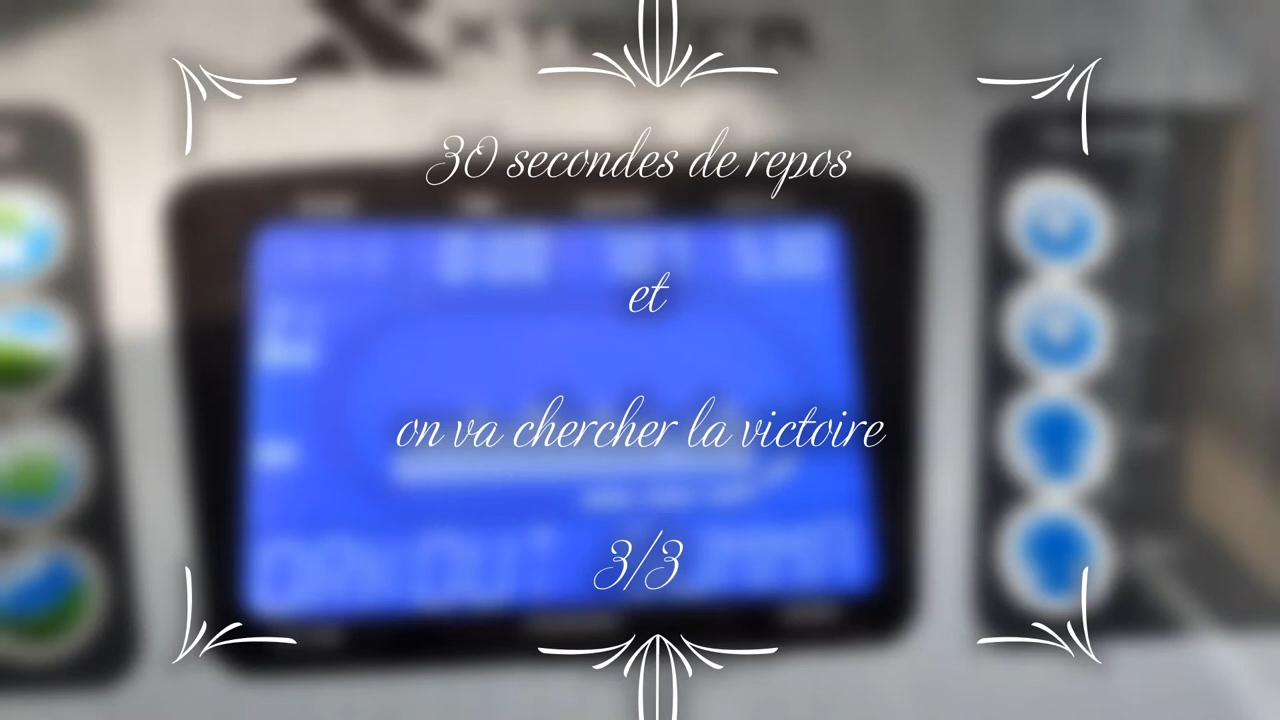 30 secondes de repos
et
on va chercher la victoire
3/3